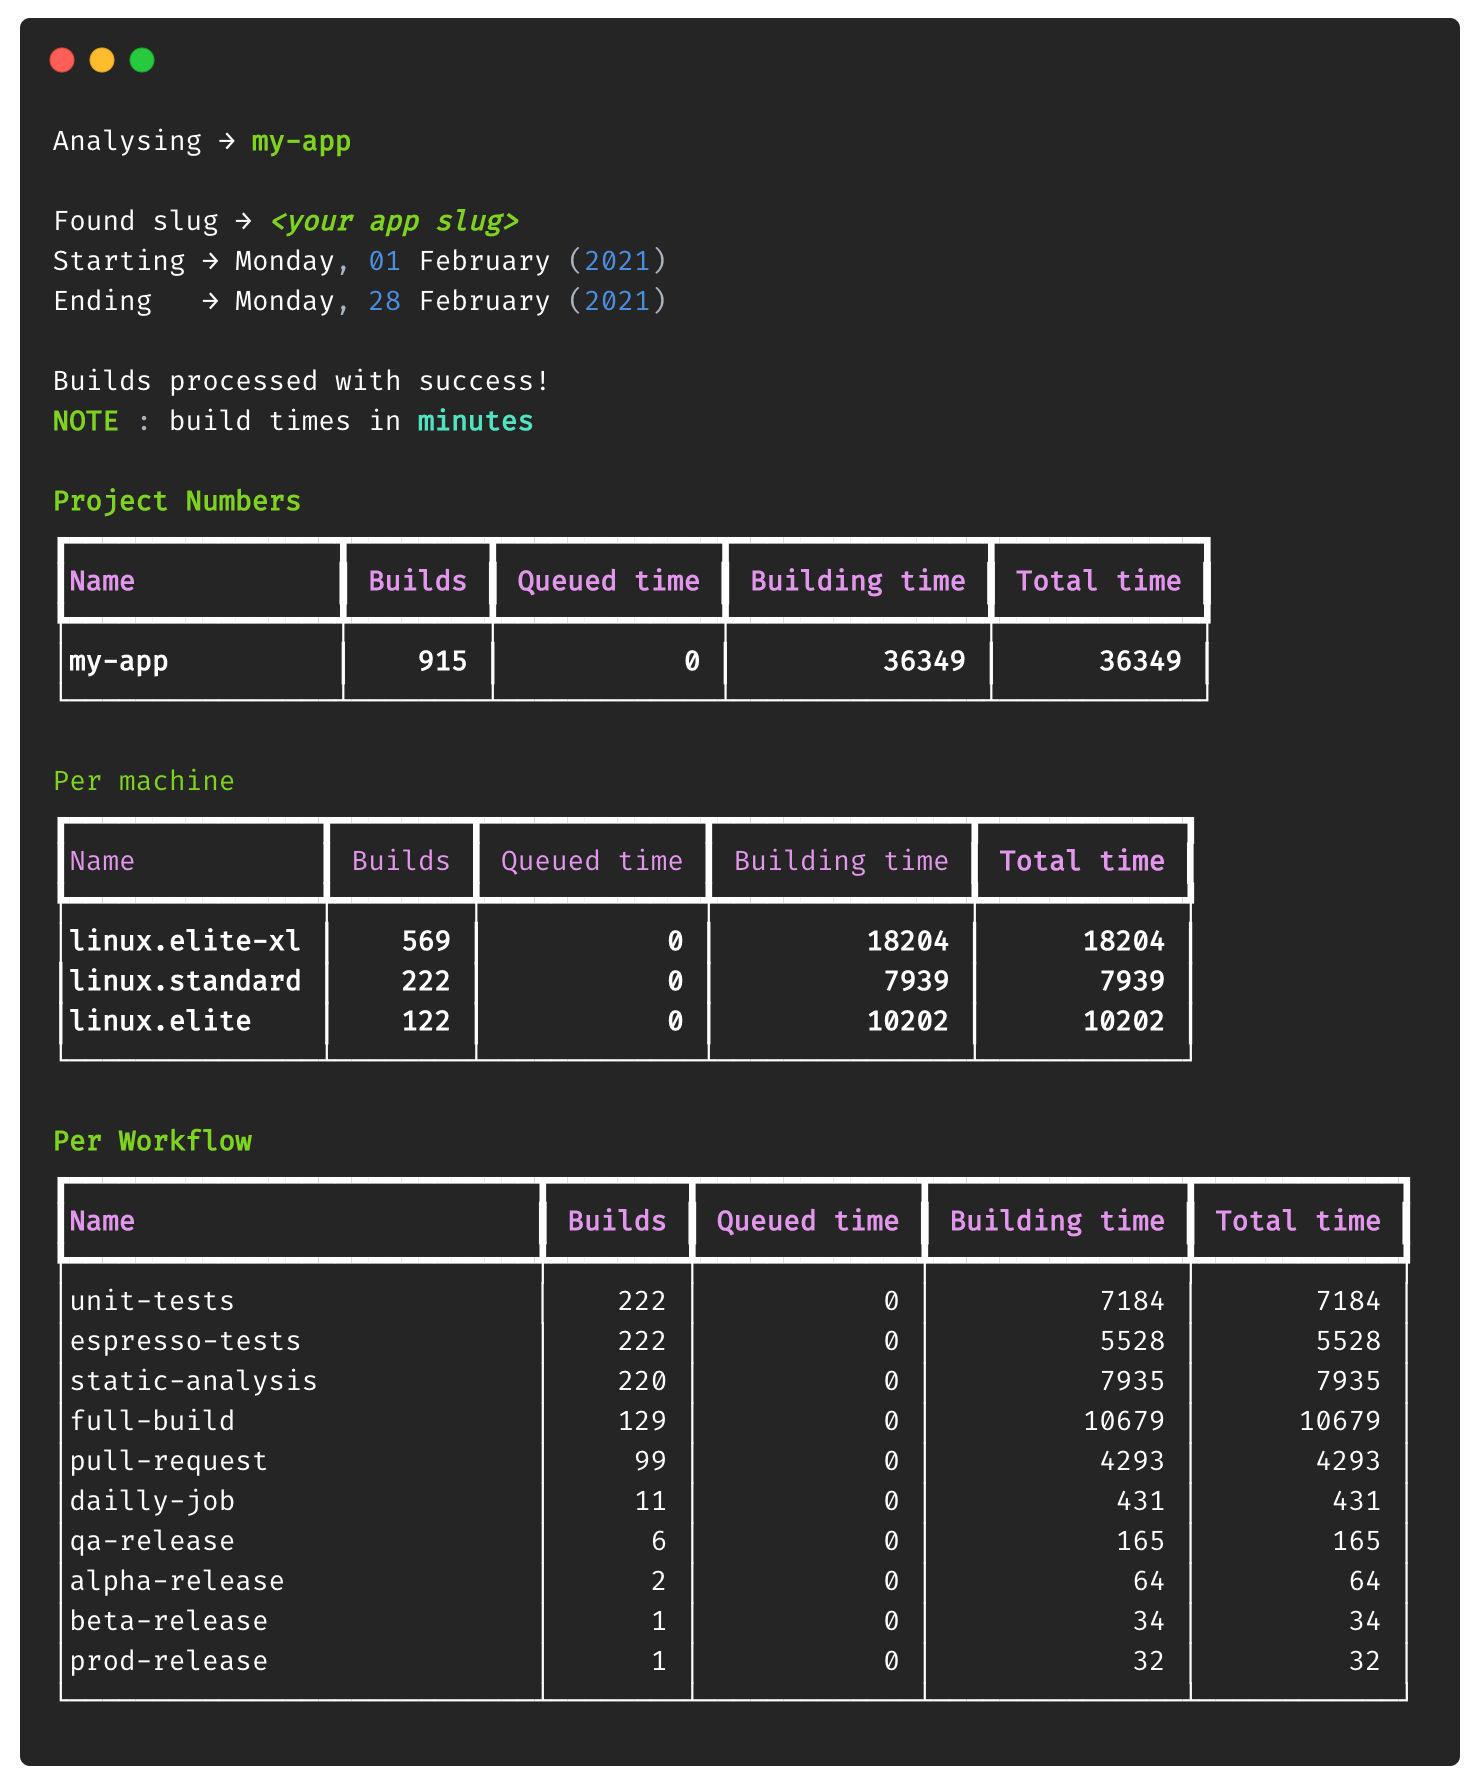 Analysing → my-app
Found slug → <your app slug>
Starting → Monday, 01 February (2021)
Ending   → Monday, 28 February (2021)
Builds processed with success!
NOTE : build times in minutes
Project Numbers
Name Builds Queued time Building time Total time
my-app 915 0 36349 36349
Per machine
Name Builds Queued time Building time Total time
linux.elite-xl 569 0 18204 18204
linux.standard 222 0 7939 7939
linux.elite 122 0 10202 10202
Per Workflow
Name Builds Queued time Building time Total time
unit-tests 222 0 7184 7184
espresso-tests 222 0 5528 5528
static-analysis 220 0 7935 7935
full-build 129 0 10679 10679
pull-request 99 0 4293 4293
dailly-job 11 0 431 431
qa-release 6 0 165 165
alpha-release 2 0 64 64
beta-release 1 0 34 34
prod-release 1 0 32 32